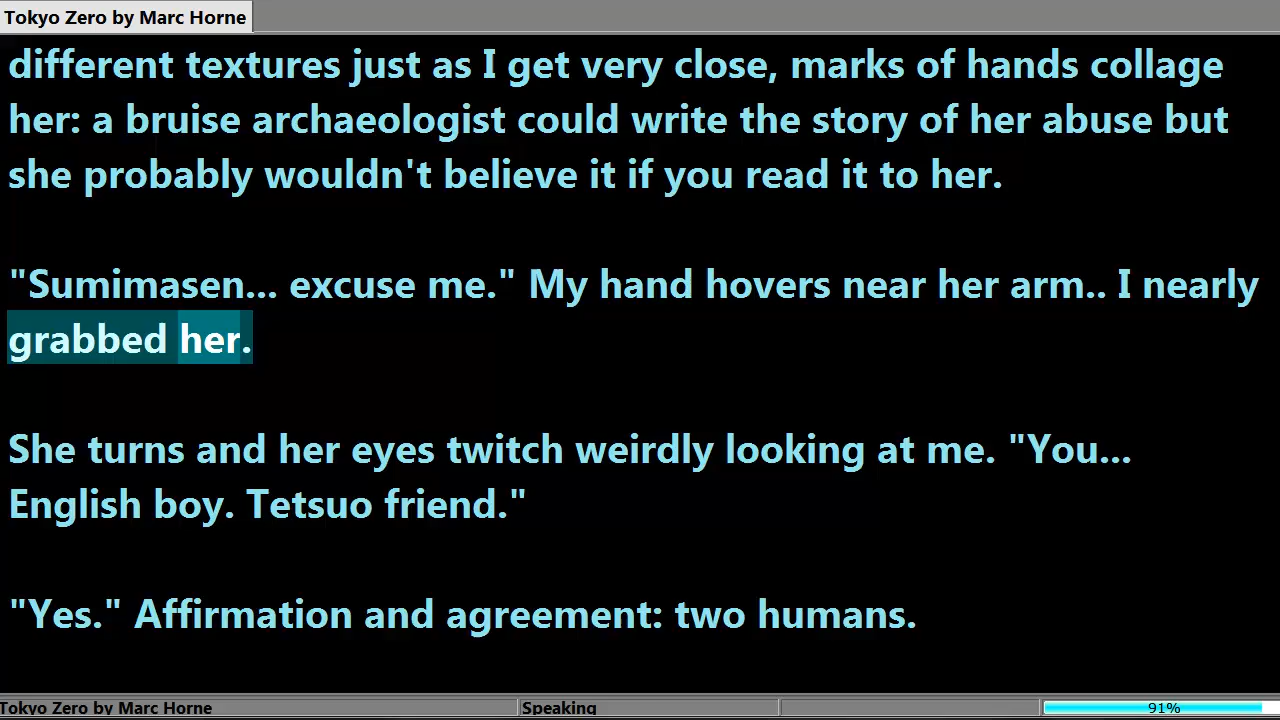 Tokyo Zero by Marc Horne
different textures just as I get very close, marks of hands collage
her: a bruise archaeologist could write the story of her abuse but
she probably wouldn't believe it if you read it to her.
"Sumimasen... excuse me." My hand hovers near her arm.. I nearly
grabbed her.
She turns and her eyes twitch weirdly looking at me. "You...
English boy. Tetsuo friend."
"Yes." Affirmation and agreement: two humans.
Tokyo Zero by Marc Horne
Speaking
91%